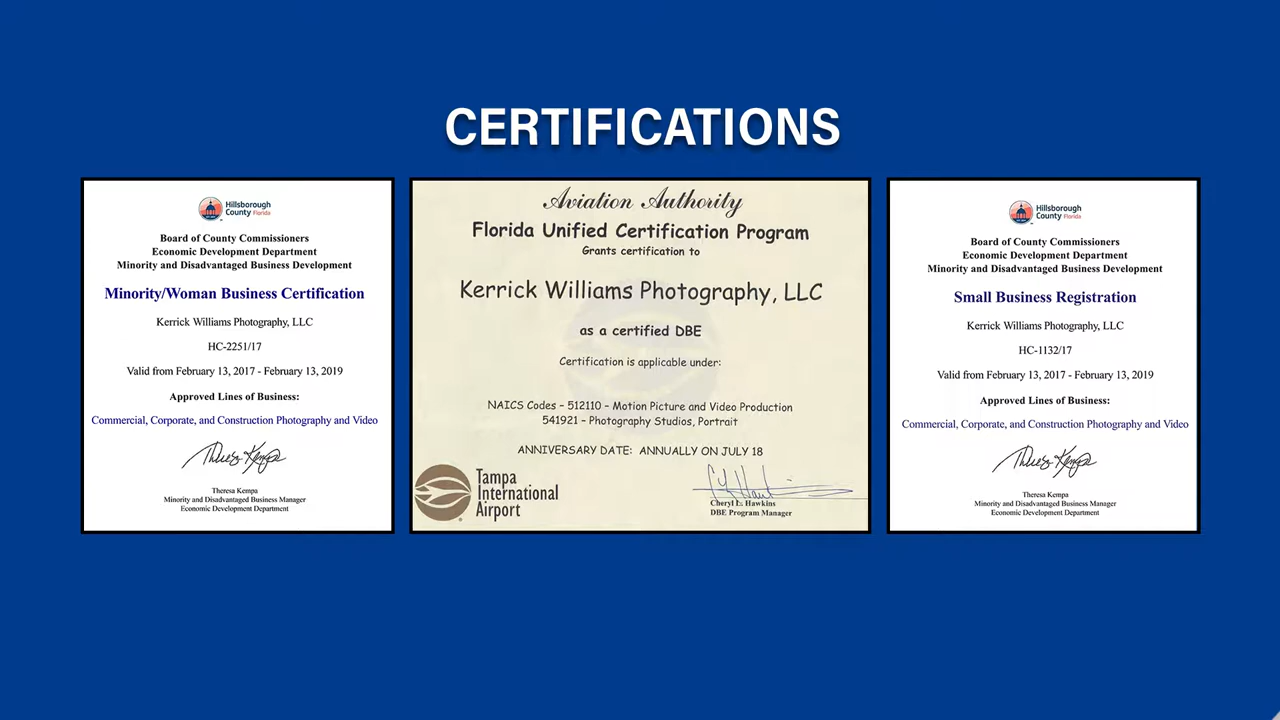 CERTIFICATIONS
Hillsborough
County Florida
Board of County Commissioners
Economic Development Department
Minority and Disadvantaged Business Development
Minority/Woman Business Certification
Kerrick Williams Photography, LLC
HC-2251/17
Valid from February 13, 2017 - February 13, 2019
Approved Lines of Business:
Commercial, Corporate, and Construction Photography and Video
Theresa Kempa
Theresa Kempa
Minority and Disadvantaged Business Manager
Economic Development Department
Aviation Authority
Florida Unified Certification Program
Grants certification to
Kerrick Williams Photography, LLC
as a certified DBE
Certification is applicable under:
NAICS Codes – 512110 – Motion Picture and Video Production
541921 – Photography Studios, Portrait
ANNIVERSARY DATE: ANNUALLY ON JULY 18
Tampa
International
Airport
Cheryl L. Hawkins
DBE Program Manager
Hillsborough
County Florida
Board of County Commissioners
Economic Development Department
Minority and Disadvantaged Business Development
Small Business Registration
Kerrick Williams Photography, LLC
HC-1132/17
Valid from February 13, 2017 - February 13, 2019
Approved Lines of Business:
Commercial, Corporate, and Construction Photography and Video
Theresa Kempa
Theresa Kempa
Minority and Disadvantaged Business Manager
Economic Development Department